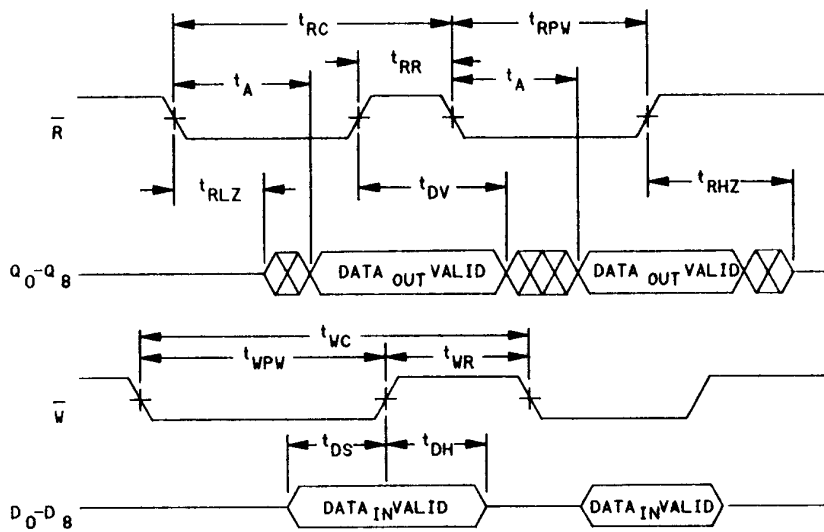 tRC
tRPW
tRR
tA
tA
R̅
tRLZ
tDV
tRHZ
Q0-Q8
DATA OUT VALID
DATA OUT VALID
tWC
tWPW
tWR
W̅
tDS
tDH
D0-D8
DATA IN VALID
DATA IN VALID